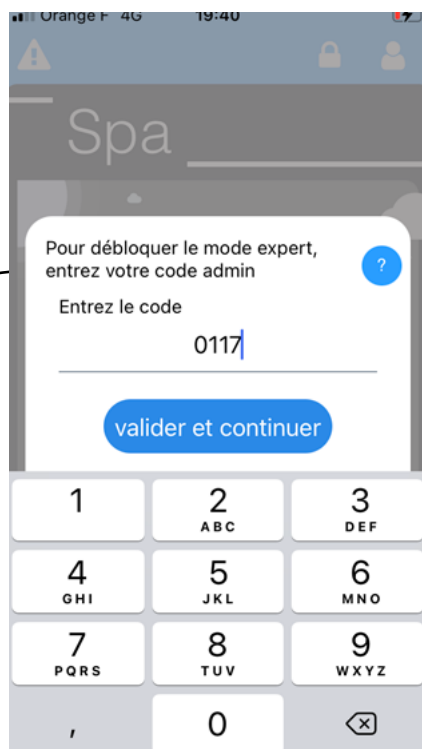 Orange F 4G 19:40
Spa
Pour débloquer le mode expert,
entrez votre code admin
?
Entrez le code
0117
valider et continuer
1 2 3
ABC DEF
4 5 6
GHI JKL MNO
7 8 9
PQRS TUV WXYZ
, 0